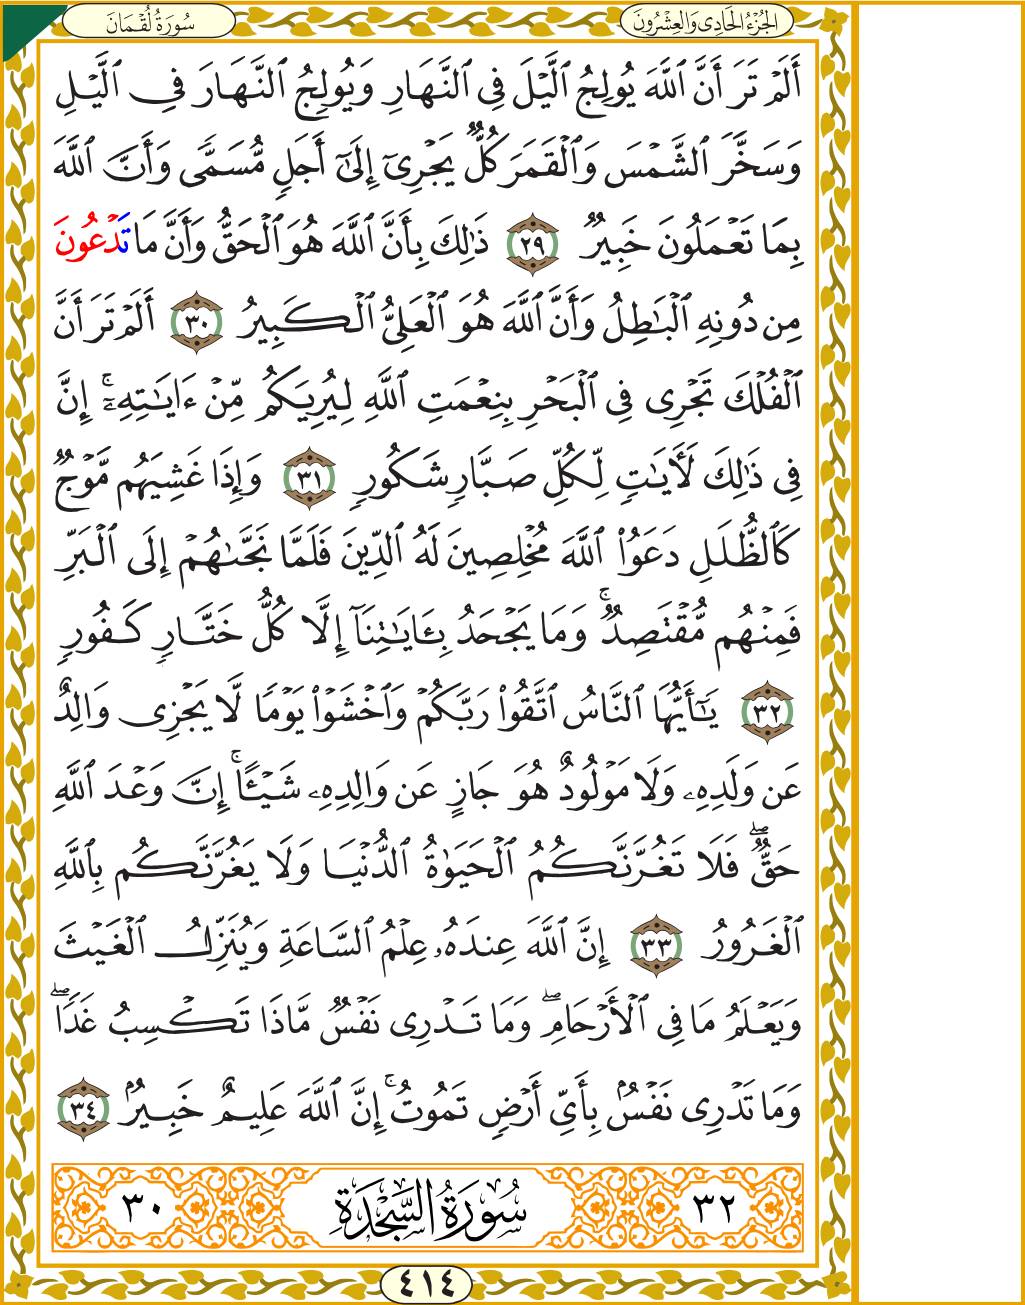 الجُزْءُ الحَادِى وَالعِشْرُونَ
سُورَةُ لُقْمَانَ
أَلَمْ تَرَ أَنَّ ٱللَّهَ يُولِجُ ٱلَّيْلَ فِى ٱلنَّهَارِ وَيُولِجُ ٱلنَّهَارَ فِى ٱلَّيْلِ
وَسَخَّرَ ٱلشَّمْسَ وَٱلْقَمَرَ كُلٌّ يَجْرِىٓ إِلَىٰٓ أَجَلٍ مُّسَمًّى وَأَنَّ ٱللَّهَ
بِمَا تَعْمَلُونَ خَبِيرٌ ٢٩ ذَٰلِكَ بِأَنَّ ٱللَّهَ هُوَ ٱلْحَقُّ وَأَنَّ مَا تَدْعُونَ
مِن دُونِهِ ٱلْبَٰطِلُ وَأَنَّ ٱللَّهَ هُوَ ٱلْعَلِىُّ ٱلْكَبِيرُ ٣٠ أَلَمْ تَرَ أَنَّ
ٱلْفُلْكَ تَجْرِى فِى ٱلْبَحْرِ بِنِعْمَتِ ٱللَّهِ لِيُرِيَكُم مِّنْ ءَايَٰتِهِۦٓ ۚ إِنَّ
فِى ذَٰلِكَ لَأَيَٰتٍ لِّكُلِّ صَبَّارٍ شَكُورٍ ٣١ وَإِذَا غَشِيَهُم مَّوْجٌ
كَٱلظُّلَلِ دَعَوُا۟ ٱللَّهَ مُخْلِصِينَ لَهُ ٱلدِّينَ فَلَمَّا نَجَّىٰهُمْ إِلَى ٱلْبَرِّ
فَمِنْهُم مُّقْتَصِدٌ ۚ وَمَا يَجْحَدُ بِـَٔايَٰتِنَآ إِلَّا كُلُّ خَتَّارٍ كَفُورٍ
٣٢ يَٰٓأَيُّهَا ٱلنَّاسُ ٱتَّقُوا۟ رَبَّكُمْ وَٱخْشَوْا۟ يَوْمًا لَّا يَجْزِى وَالِدٌ
عَن وَلَدِهِۦ وَلَا مَوْلُودٌ هُوَ جَازٍ عَن وَالِدِهِۦ شَيْـًٔا ۚ إِنَّ وَعْدَ ٱللَّهِ
حَقٌّ ۖ فَلَا تَغُرَّنَّكُمُ ٱلْحَيَوٰةُ ٱلدُّنْيَا وَلَا يَغُرَّنَّكُم بِٱللَّهِ
ٱلْغَرُورُ ٣٣ إِنَّ ٱللَّهَ عِندَهُۥ عِلْمُ ٱلسَّاعَةِ وَيُنَزِّلُ ٱلْغَيْثَ
وَيَعْلَمُ مَا فِى ٱلْأَرْحَامِ ۖ وَمَا تَدْرِى نَفْسٌ مَّاذَا تَكْسِبُ غَدًا ۖ
وَمَا تَدْرِى نَفْسٌۢ بِأَىِّ أَرْضٍ تَمُوتُ ۚ إِنَّ ٱللَّهَ عَلِيمٌ خَبِيرٌۢ ٣٤
٣٢ سُورَةُ السَّجْدَةِ ٣٠
٤١٤